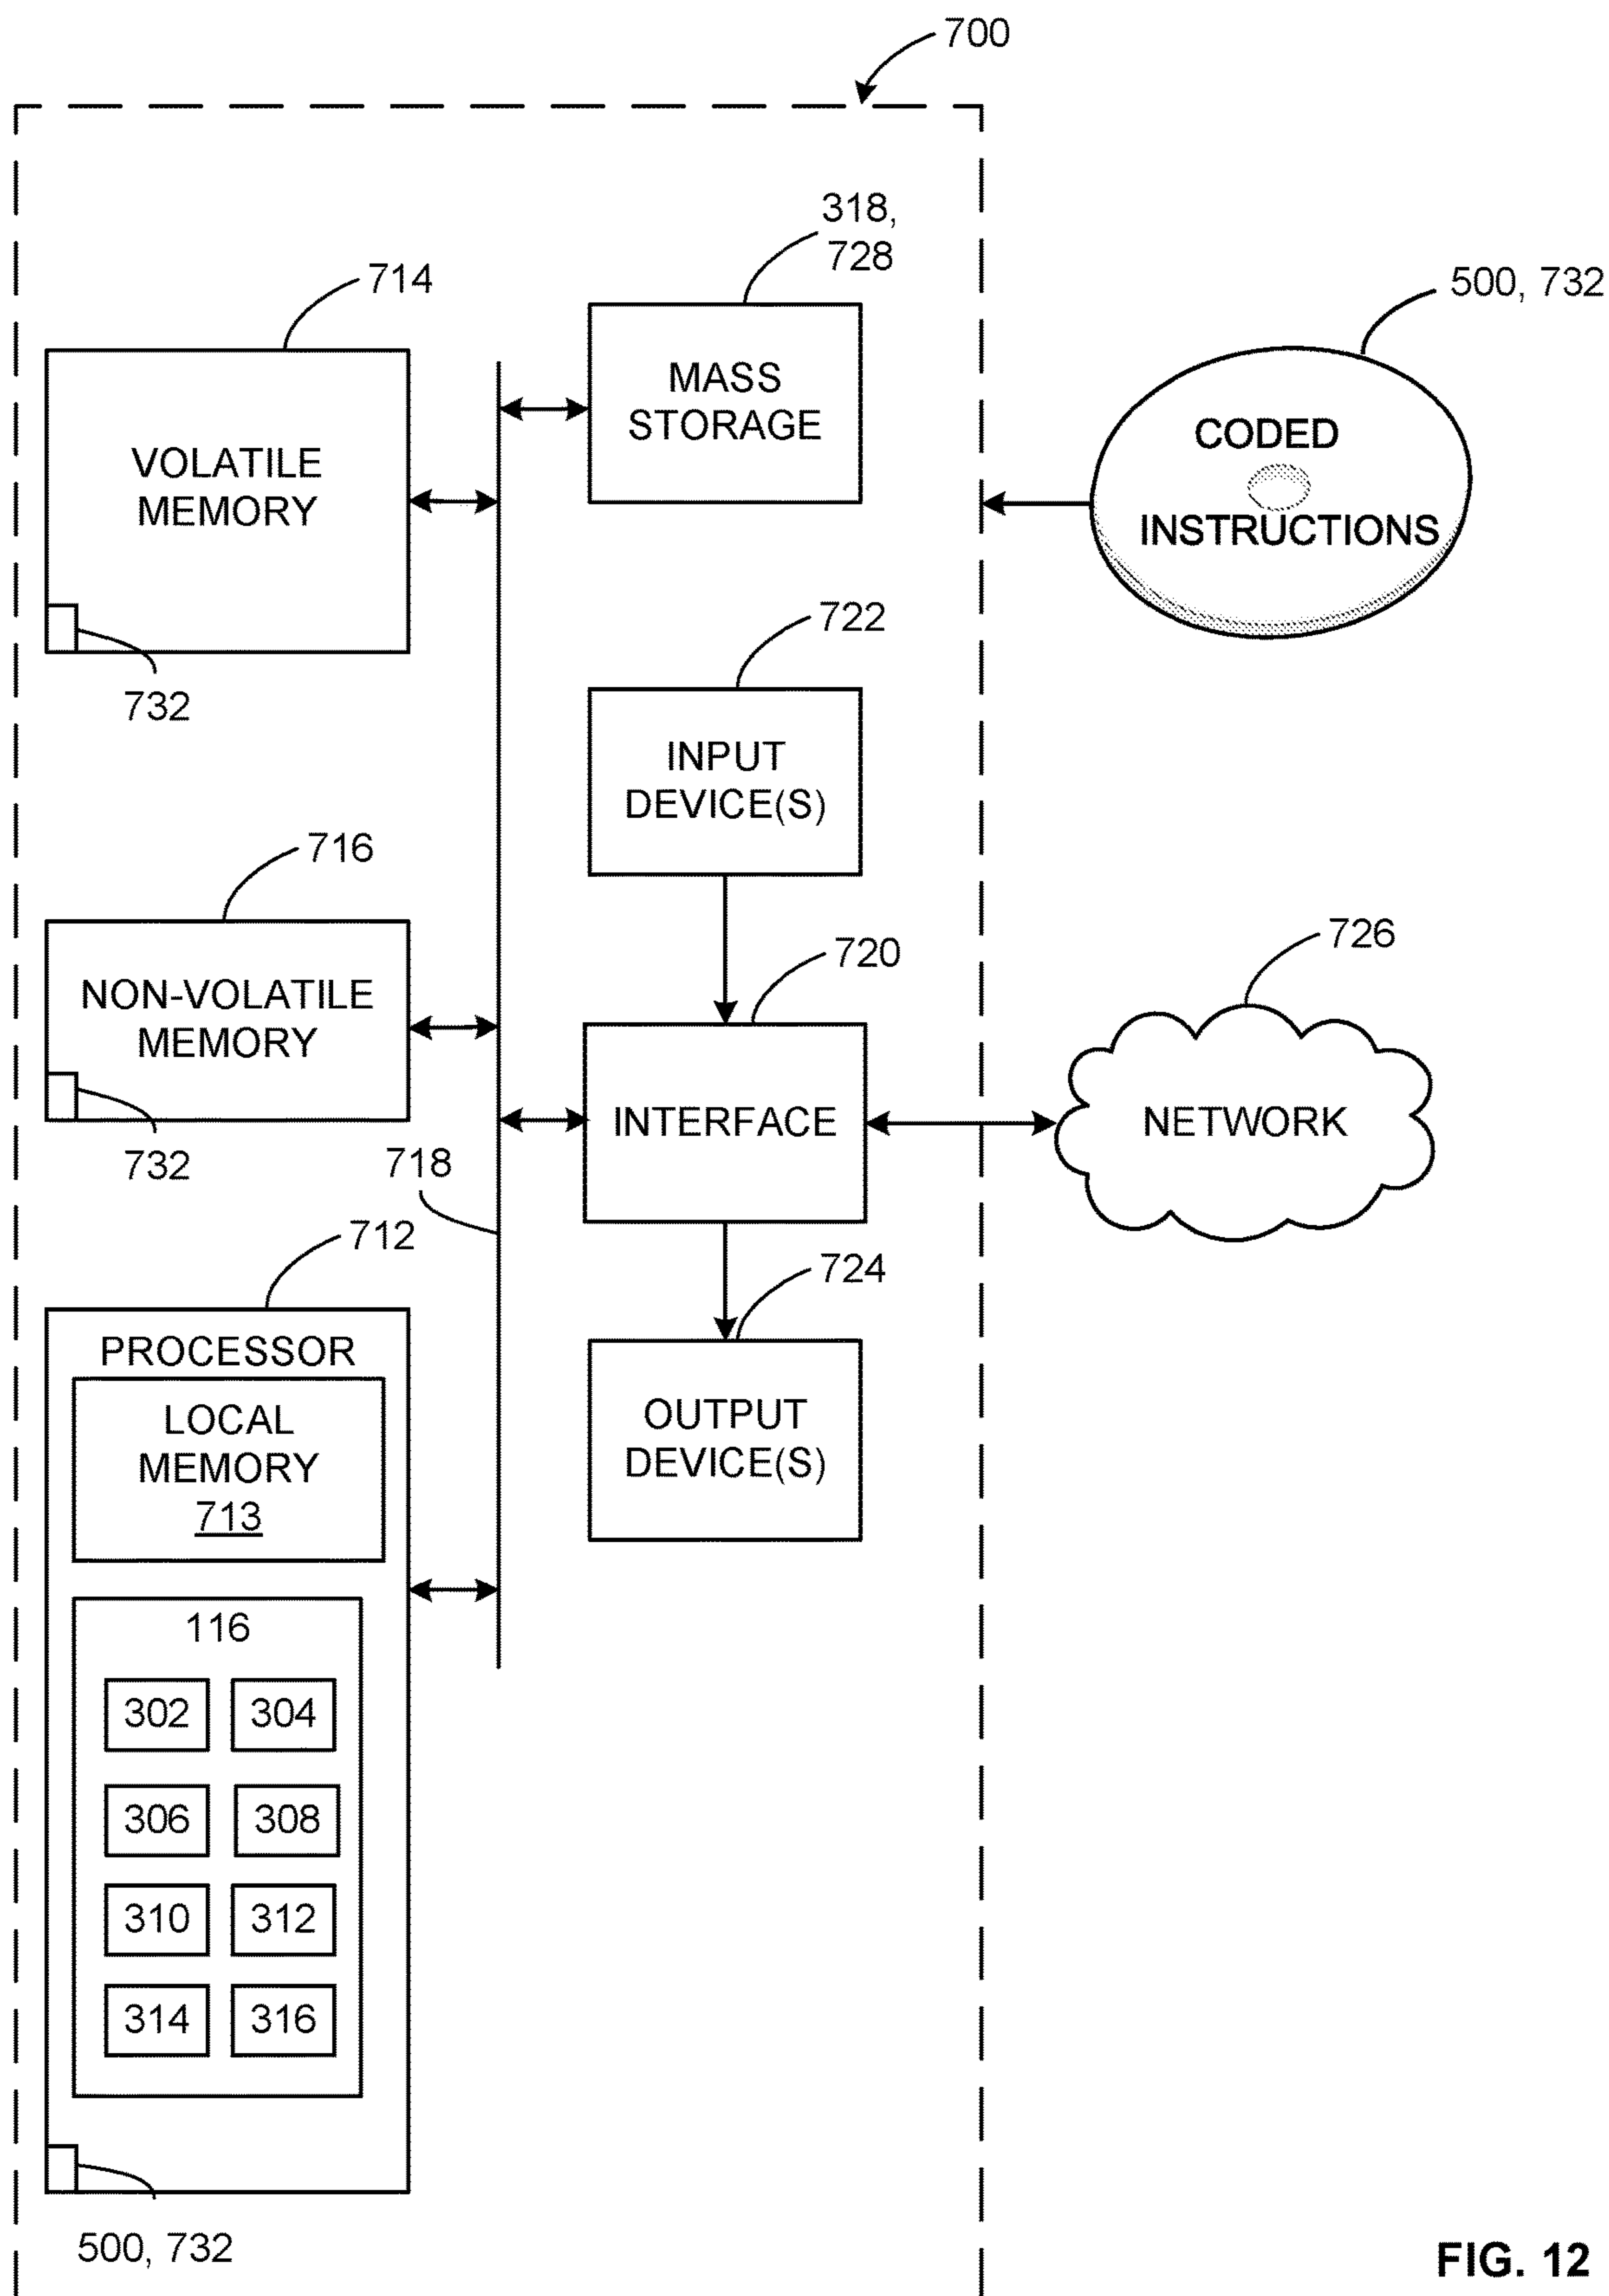 700
318,
728
714
500, 732
MASS
STORAGE
VOLATILE
MEMORY
CODED
INSTRUCTIONS
722
732
INPUT
DEVICE(S)
716
720
726
NON-VOLATILE
MEMORY
INTERFACE
NETWORK
732
718
712
724
PROCESSOR
LOCAL
MEMORY
713
OUTPUT
DEVICE(S)
116
302 304
306 308
310 312
314 316
500, 732
FIG. 12